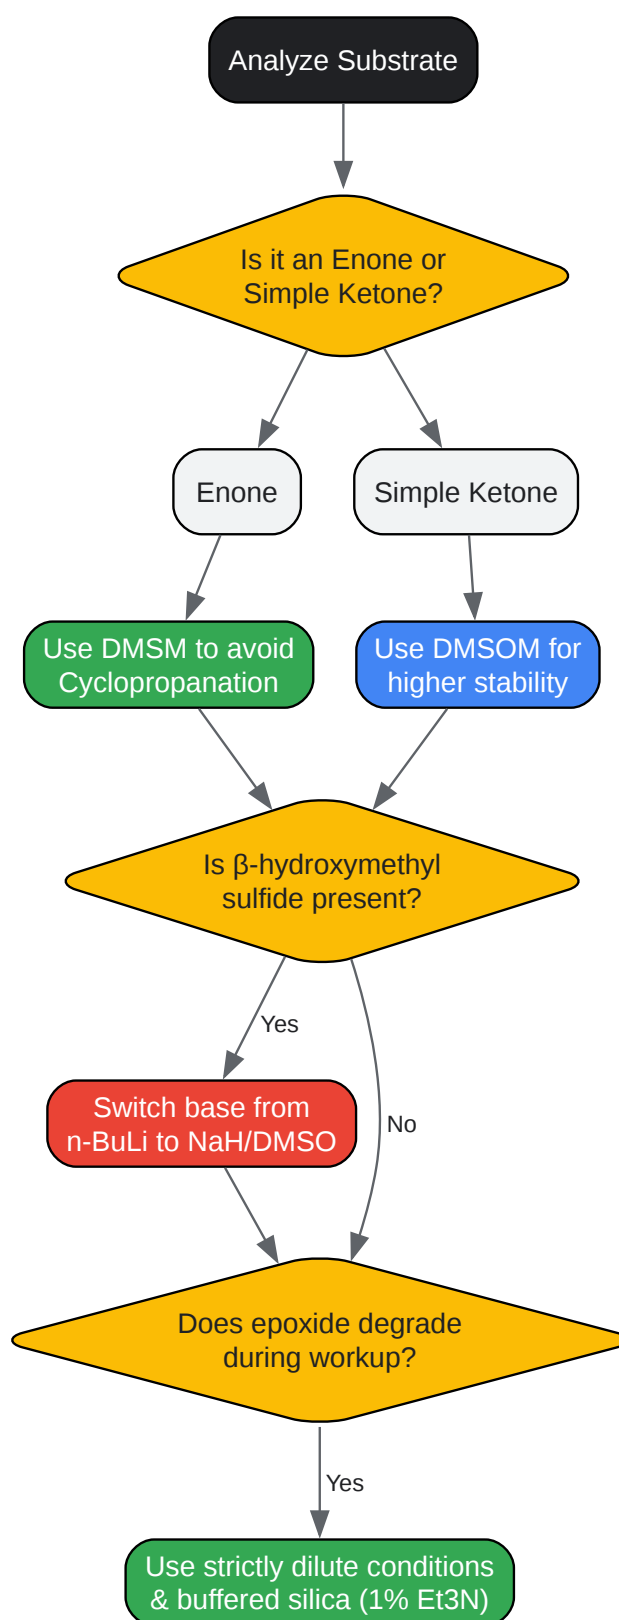 Analyze Substrate
Is it an Enone or
Simple Ketone?
Enone
Simple Ketone
Use DMSM to avoid
Cyclopropanation
Use DMSOM for
higher stability
Is β-hydroxymethyl
sulfide present?
Yes
Switch base from
n-BuLi to NaH/DMSO
No
Does epoxide degrade
during workup?
Yes
Use strictly dilute conditions
& buffered silica (1% Et3N)